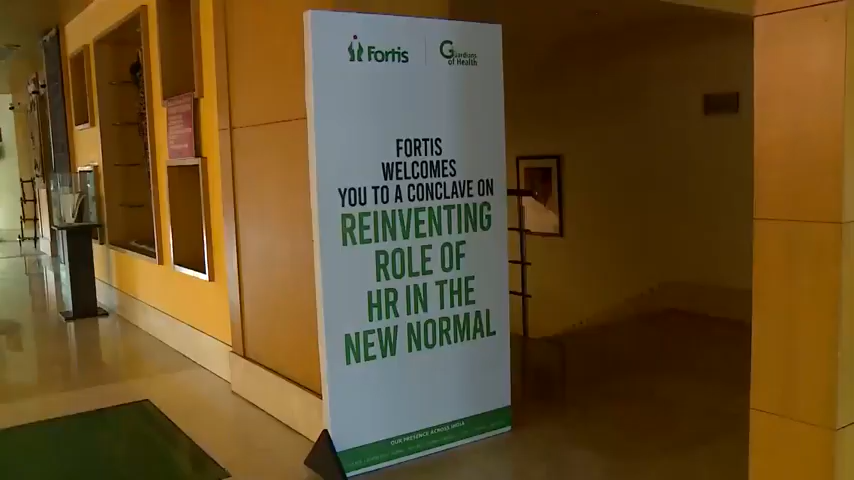 Fortis
Guardians
of Health
FORTIS
WELCOMES
YOU TO A CONCLAVE ON
REINVENTING
ROLE OF
HR IN THE
NEW NORMAL
OUR PRESENCE ACROSS INDIA